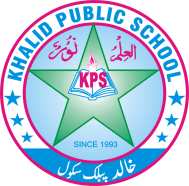 KHALID PUBLIC SCHOOL
العلم نور
KPS
SINCE 1993
خالد پبلک سکول